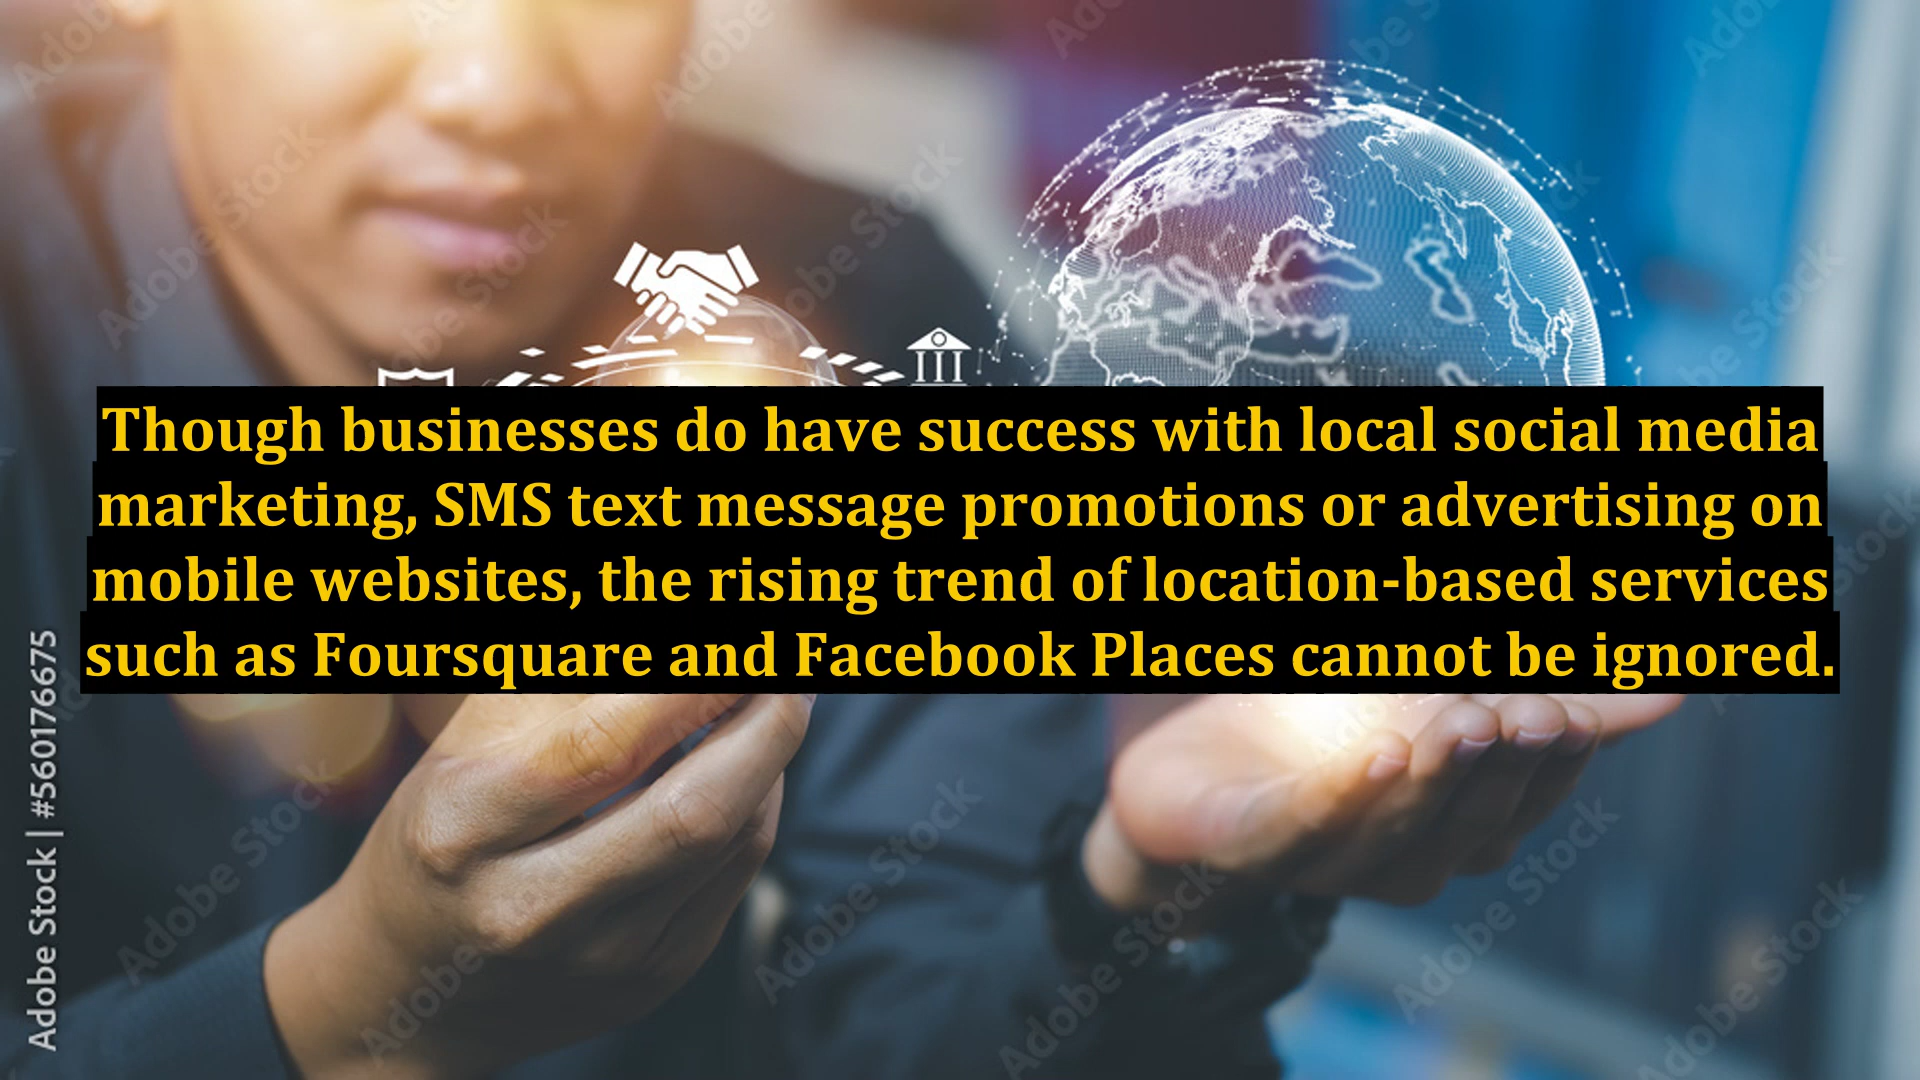 Though businesses do have success with local social media
marketing, SMS text message promotions or advertising on
mobile websites, the rising trend of location-based services
such as Foursquare and Facebook Places cannot be ignored.
Adobe Stock | #560176675
Adobe Stock